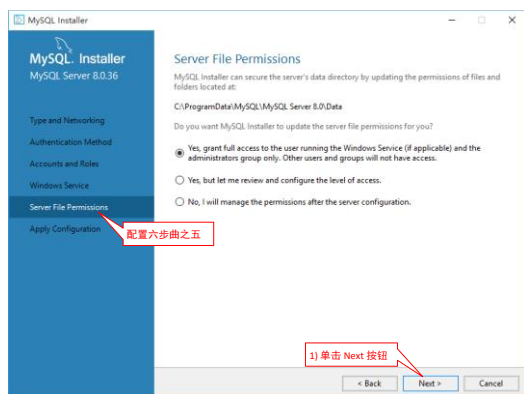 MySQL Installer
MySQL. Installer
MySQL Server 8.0.36
Type and Networking
Authentication Method
Accounts and Roles
Windows Service
Server File Permissions
Apply Configuration
配置六步曲之五
Server File Permissions
MySQL Installer can secure the server's data directory by updating the permissions of files and
folders located at:
C:\ProgramData\MySQL\MySQL Server 8.0\Data
Do you want MySQL Installer to update the server file permissions for you?
Yes, grant full access to the user running the Windows Service (if applicable) and the
administrators group only. Other users and groups will not have access.
Yes, but let me review and configure the level of access.
No, I will manage the permissions after the server configuration.
1) 单击 Next 按钮
< Back
Next >
Cancel